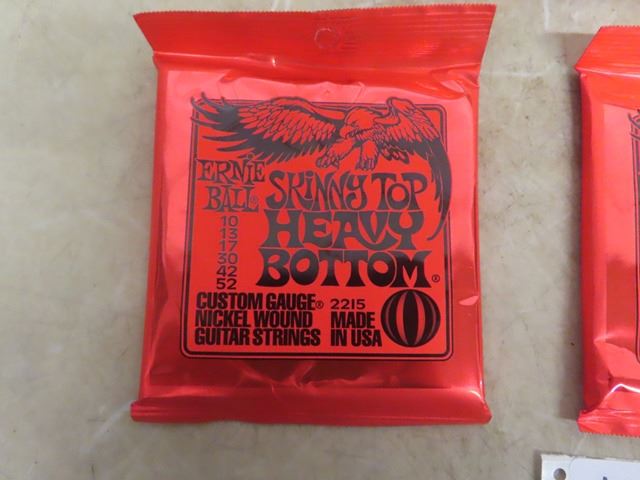 ERNIE
BALL®
SKINNY TOP
HEAVY
BOTTOM®
10
13
17
30
42
52
CUSTOM GAUGE® 2215
NICKEL WOUND MADE
GUITAR STRINGS IN USA